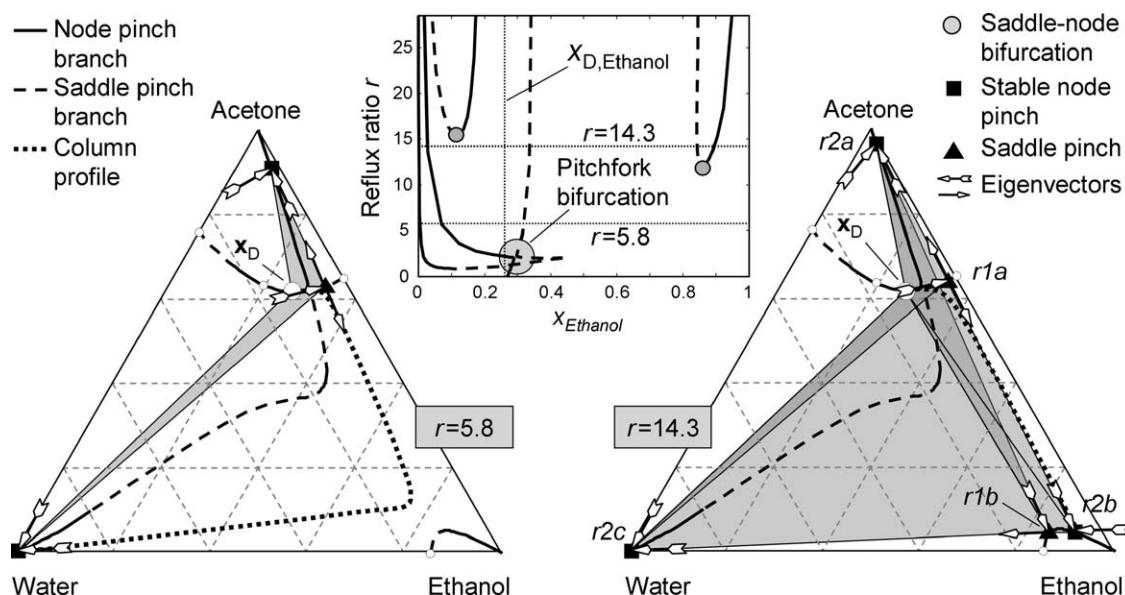 Node pinch
branch
Saddle pinch
branch
Column
profile
Acetone
x_D
r=5.8
Water
Ethanol
Reflux ratio r
25
20
15
10
5
0
0
0.2
0.4
0.6
0.8
1
x_Ethanol
x_D,Ethanol
r=14.3
Pitchfork
bifurcation
r=5.8
Saddle-node
bifurcation
Stable node
pinch
Saddle pinch
Eigenvectors
Acetone
r2a
x_D
r1a
r=14.3
r1b
r2b
r2c
Water
Ethanol